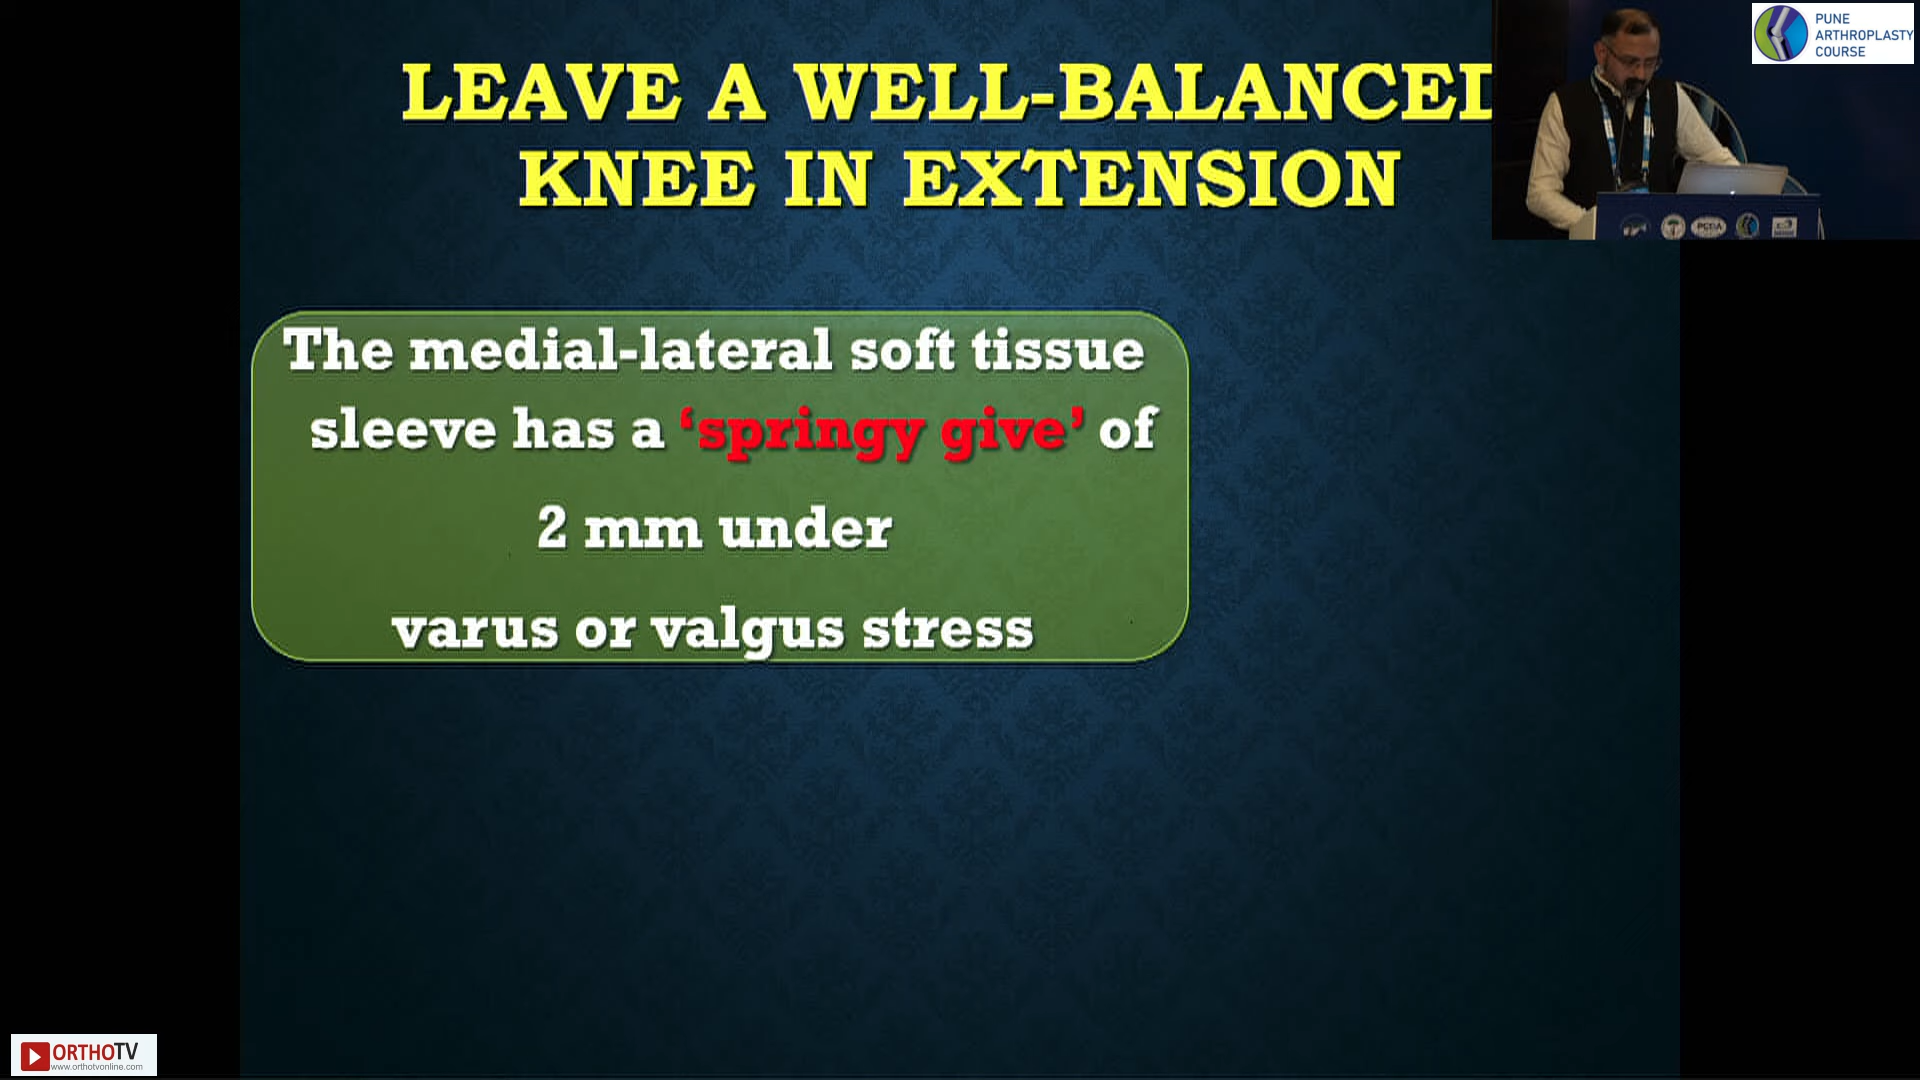 LEAVE A WELL-BALANCED
KNEE IN EXTENSION
PUNE
ARTHROPLASTY
COURSE
The medial-lateral soft tissue
sleeve has a ‘springy give’ of
2 mm under
varus or valgus stress
PCOA
ORTHOTV
www.orthotvonline.com